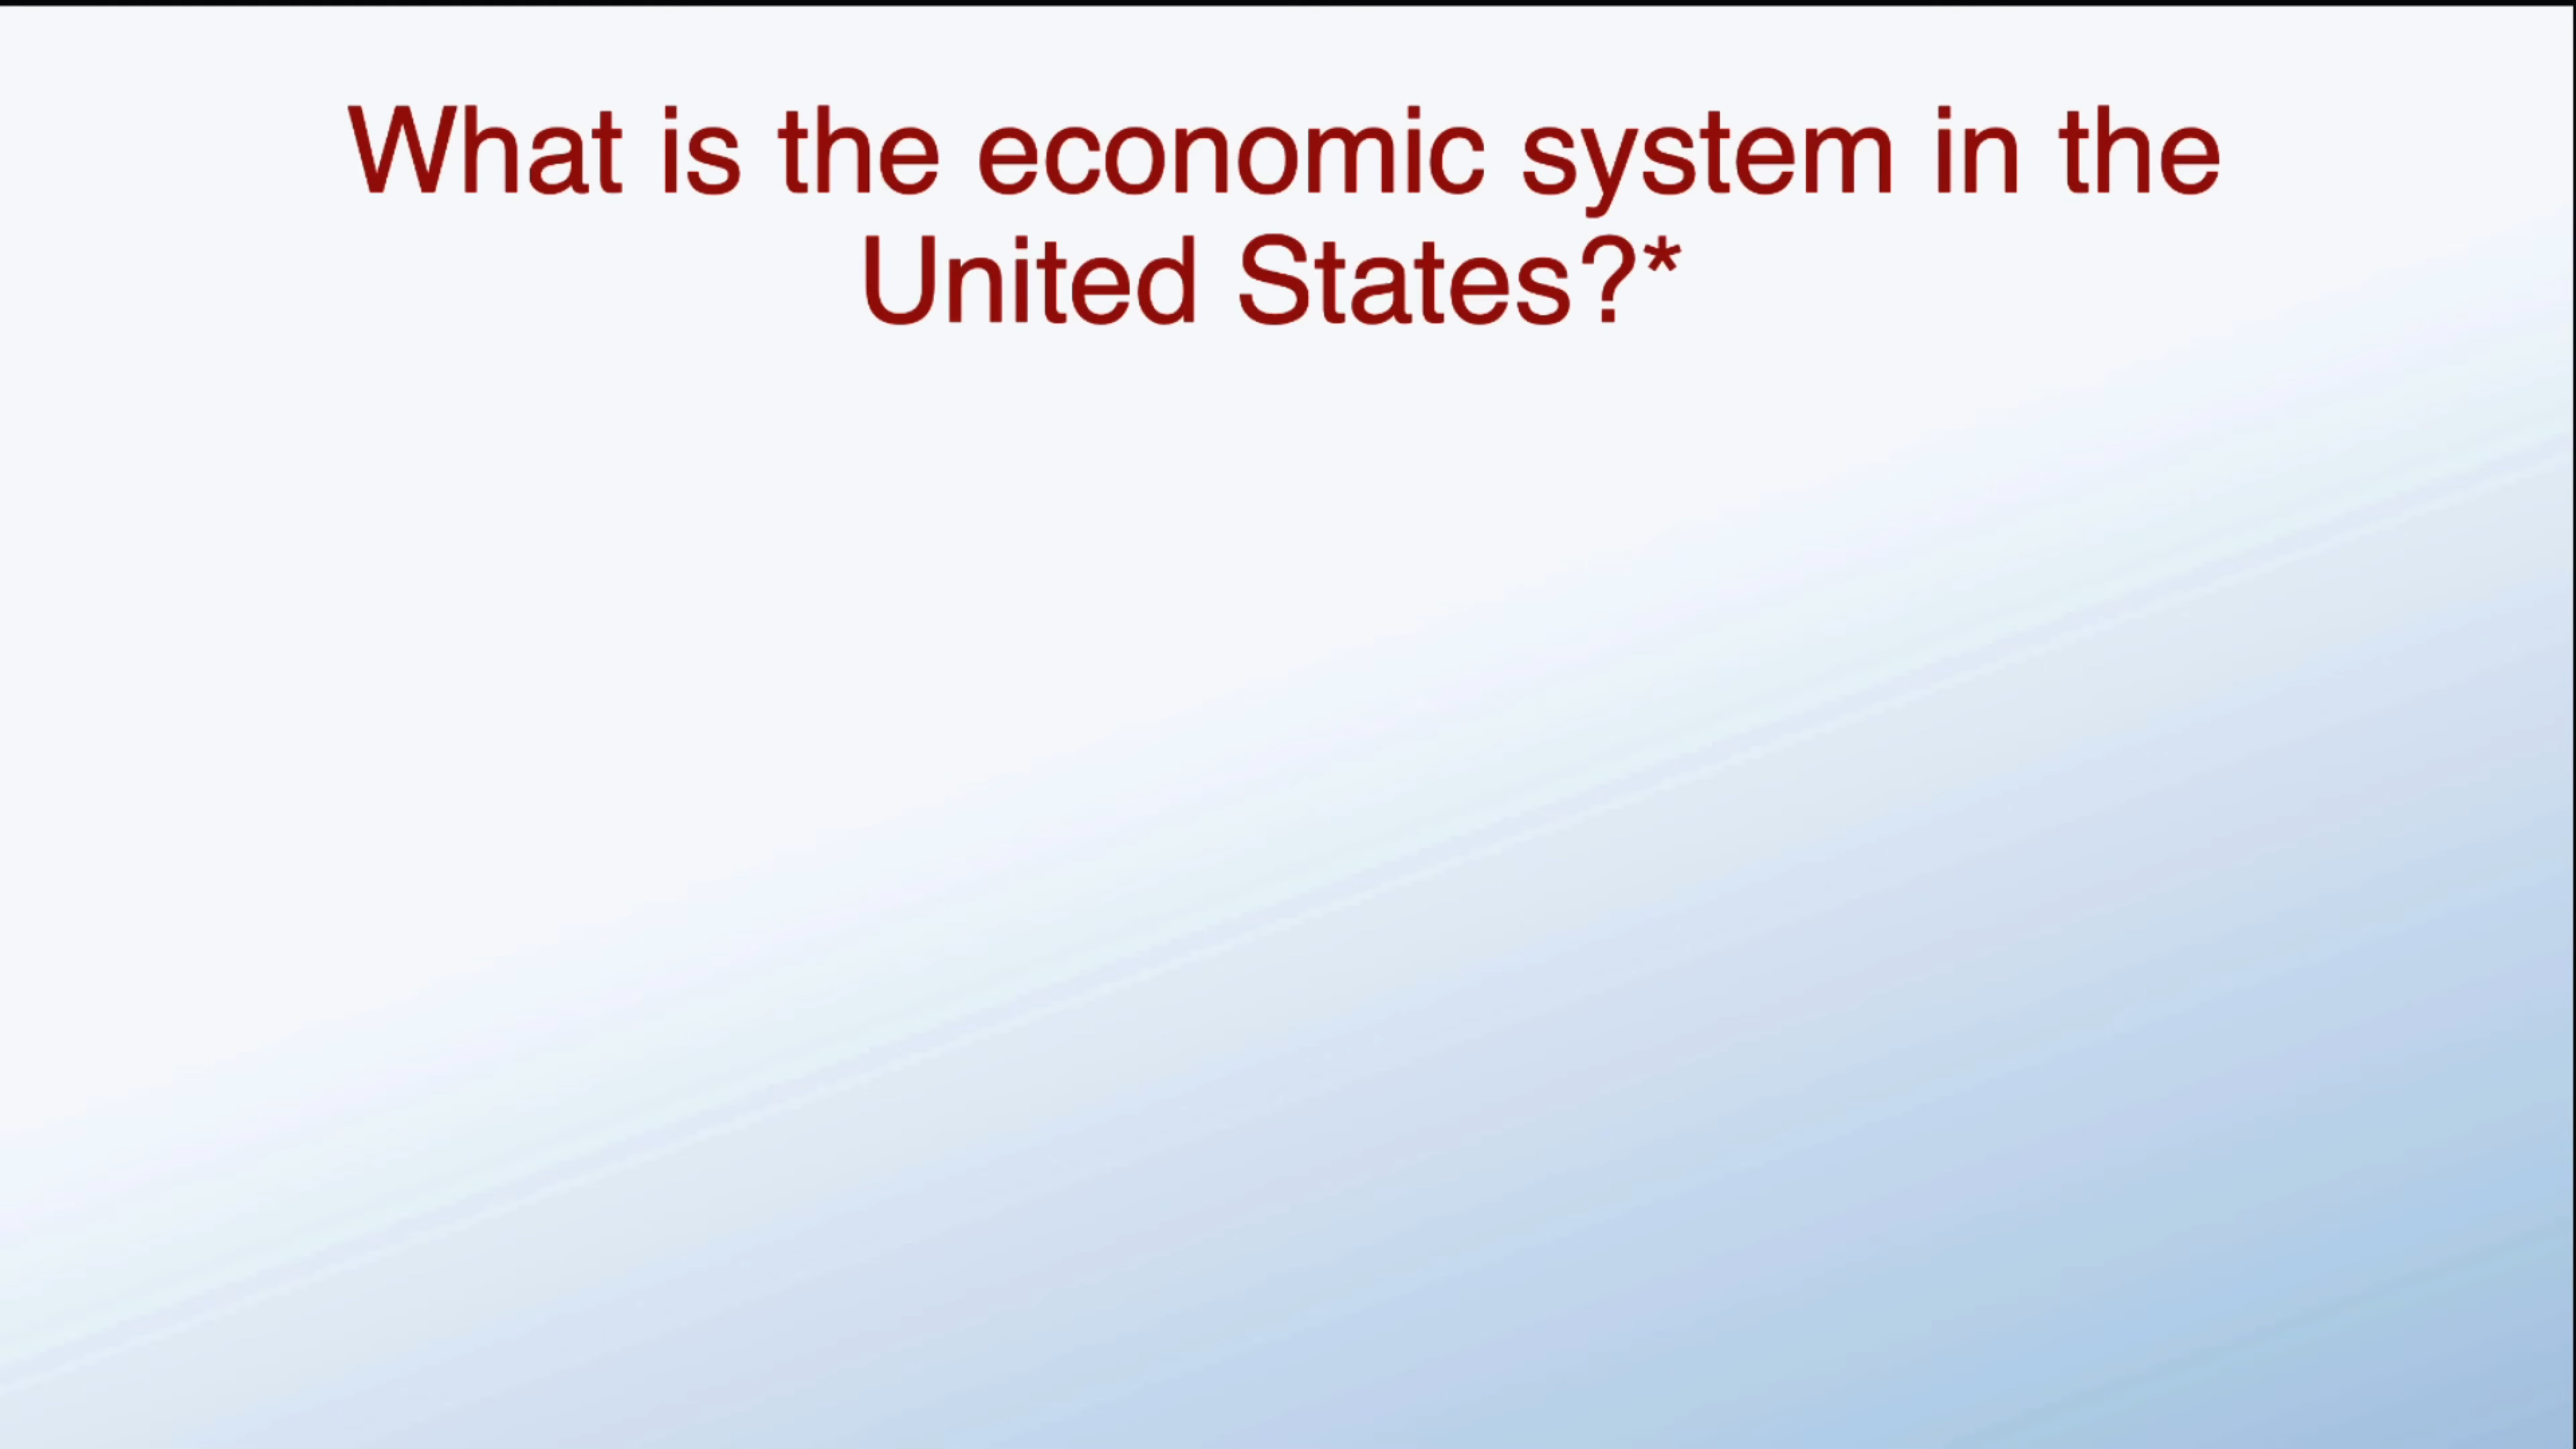 What is the economic system in the
United States?*